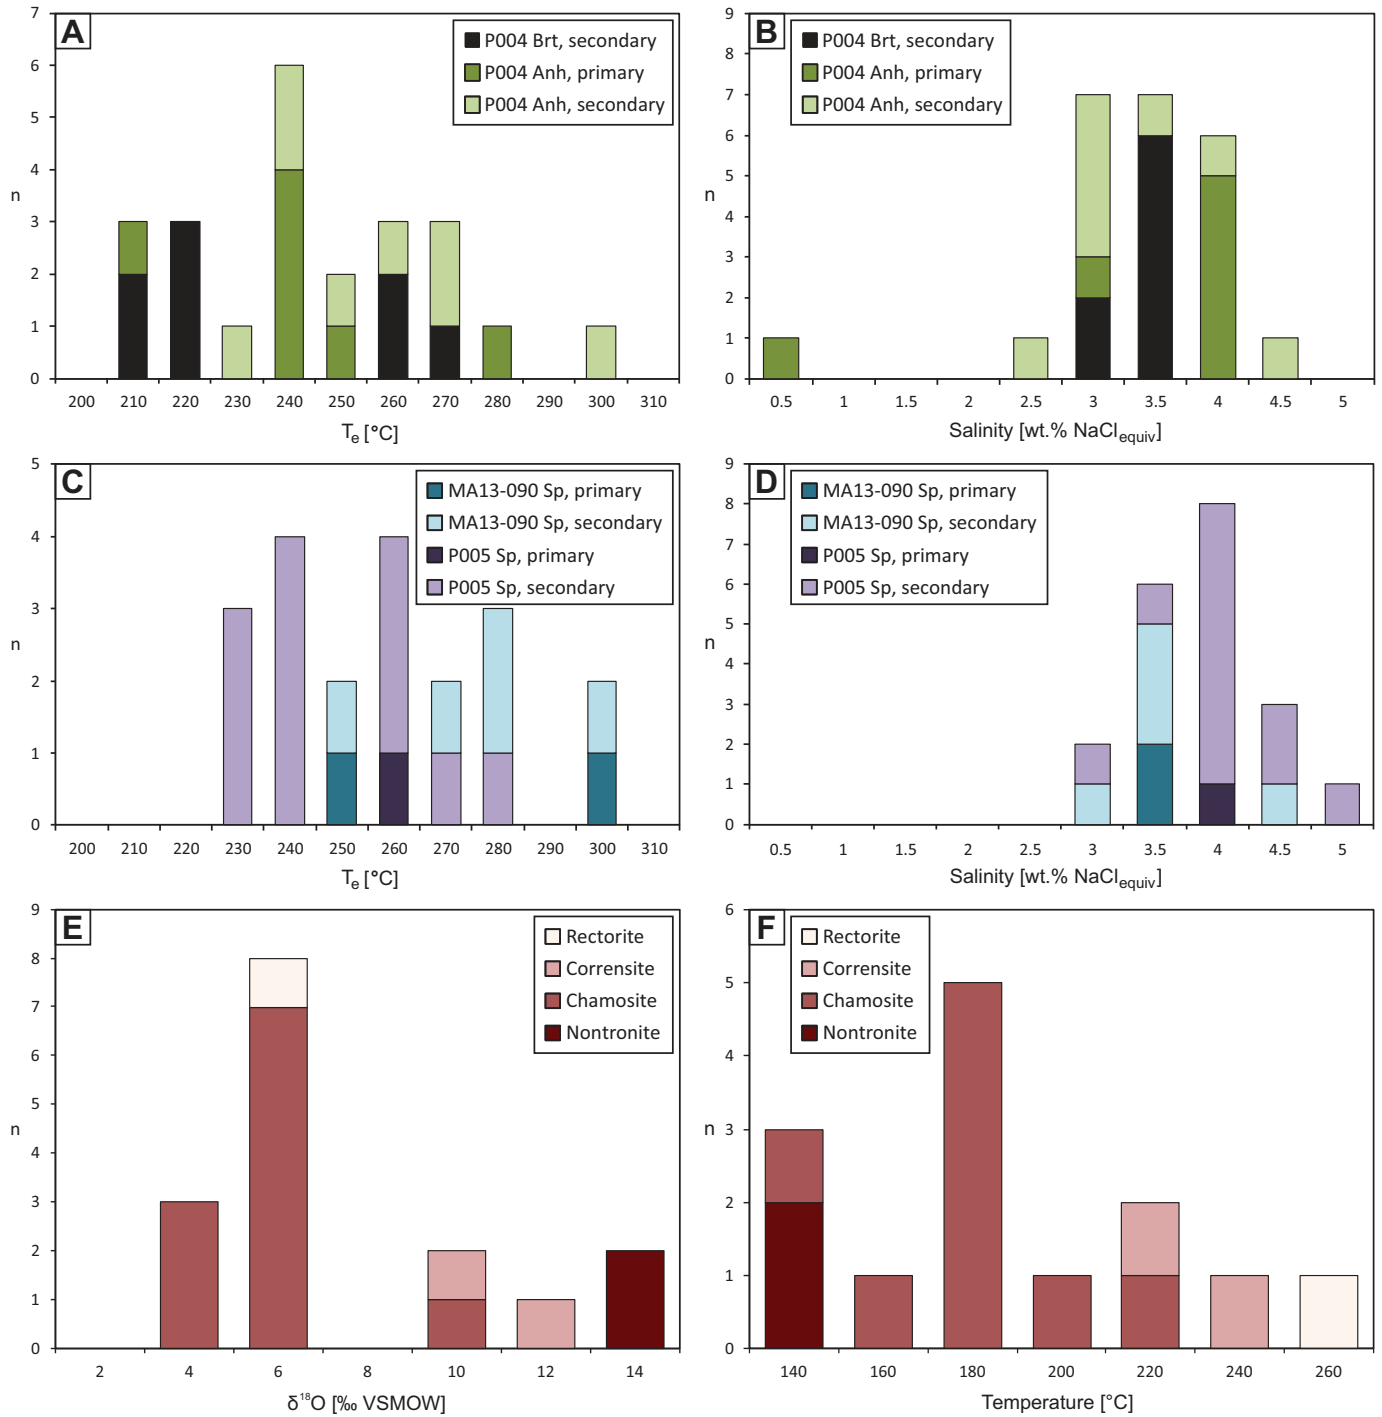 A
7
6
5
4
n
3
2
1
0
P004 Brt, secondary
P004 Anh, primary
P004 Anh, secondary
200 210 220 230 240 250 260 270 280 290 300 310
Te [°C]
B
9
8
7
6
5
n
4
3
2
1
0
P004 Brt, secondary
P004 Anh, primary
P004 Anh, secondary
0.5 1 1.5 2 2.5 3 3.5 4 4.5 5
Salinity [wt.% NaClequiv]
C
5
4
3
n
2
1
0
MA13-090 Sp, primary
MA13-090 Sp, secondary
P005 Sp, primary
P005 Sp, secondary
200 210 220 230 240 250 260 270 280 290 300 310
Te [°C]
D
9
8
7
6
5
n
4
3
2
1
0
MA13-090 Sp, primary
MA13-090 Sp, secondary
P005 Sp, primary
P005 Sp, secondary
0.5 1 1.5 2 2.5 3 3.5 4 4.5 5
Salinity [wt.% NaClequiv]
E
9
8
7
6
5
n
4
3
2
1
0
Rectorite
Corrensite
Chamosite
Nontronite
2 4 6 8 10 12 14
δ¹⁸O [‰ VSMOW]
F
6
5
4
n
3
2
1
0
Rectorite
Corrensite
Chamosite
Nontronite
140 160 180 200 220 240 260
Temperature [°C]